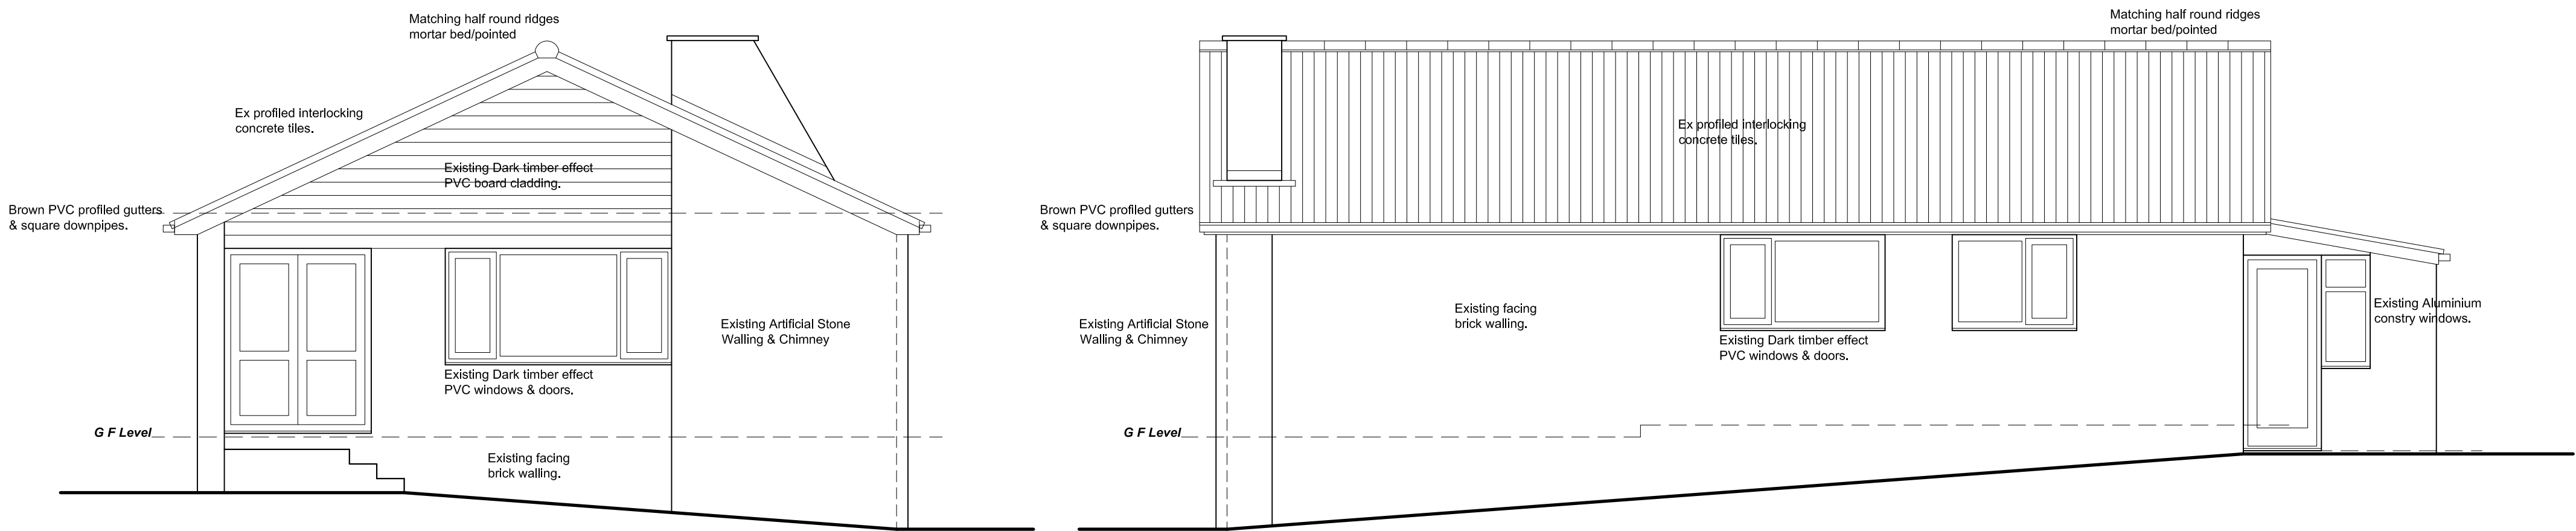 Matching half round ridges
mortar bed/pointed
Ex profiled interlocking
concrete tiles.
Existing Dark timber effect
PVC board cladding.
Brown PVC profiled gutters
& square downpipes.
Existing Artificial Stone
Walling & Chimney
Existing Dark timber effect
PVC windows & doors.
G F Level
Existing facing
brick walling.
Matching half round ridges
mortar bed/pointed
Ex profiled interlocking
concrete tiles.
Brown PVC profiled gutters
& square downpipes.
Existing Artificial Stone
Walling & Chimney
Existing facing
brick walling.
Existing Dark timber effect
PVC windows & doors.
Existing Aluminium
constry windows.
G F Level